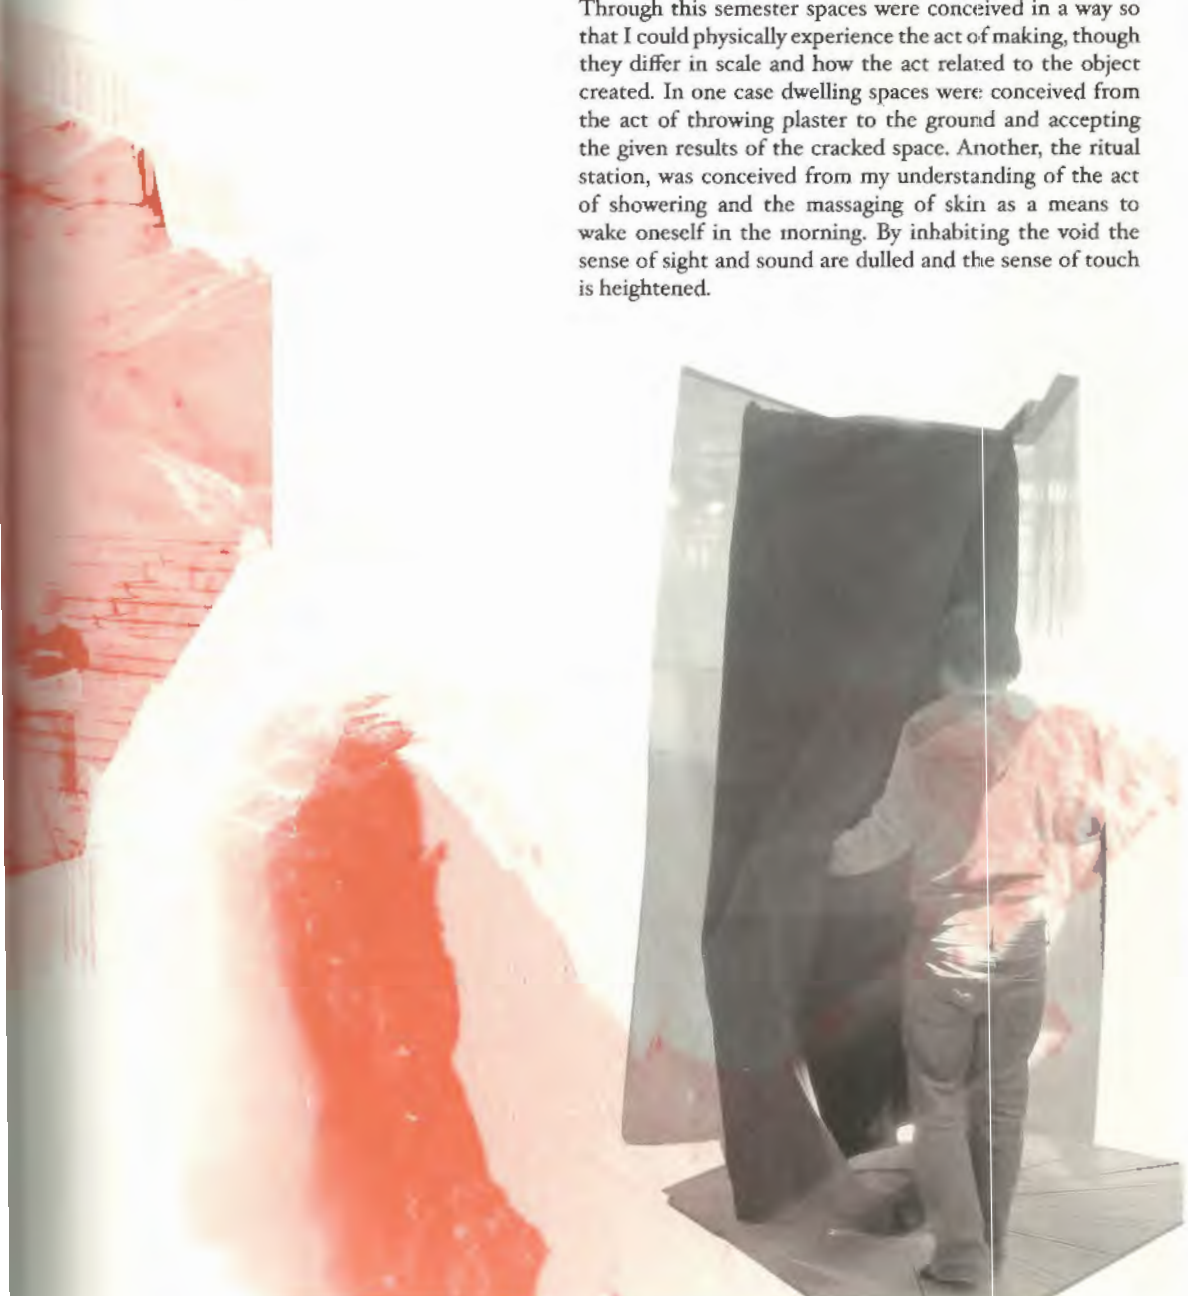 Through this semester spaces were conceived in a way so
that I could physically experience the act of making, though
they differ in scale and how the act related to the object
created. In one case dwelling spaces were conceived from
the act of throwing plaster to the ground and accepting
the given results of the cracked space. Another, the ritual
station, was conceived from my understanding of the act
of showering and the massaging of skin as a means to
wake oneself in the morning. By inhabiting the void the
sense of sight and sound are dulled and the sense of touch
is heightened.